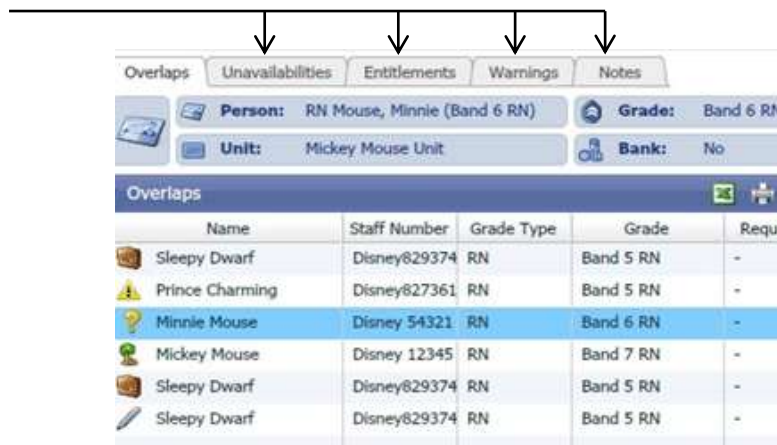 Overlaps Unavailabilities Entitlements Warnings Notes
Person: RN Mouse, Minnie (Band 6 RN) Grade: Band 6 RN
Unit: Mickey Mouse Unit Bank: No
Overlaps
Name Staff Number Grade Type Grade Requ
Sleepy Dwarf Disney829374 RN Band 5 RN -
Prince Charming Disney827361 RN Band 5 RN -
Minnie Mouse Disney 54321 RN Band 6 RN -
Mickey Mouse Disney 12345 RN Band 7 RN -
Sleepy Dwarf Disney829374 RN Band 5 RN -
Sleepy Dwarf Disney829374 RN Band 5 RN -